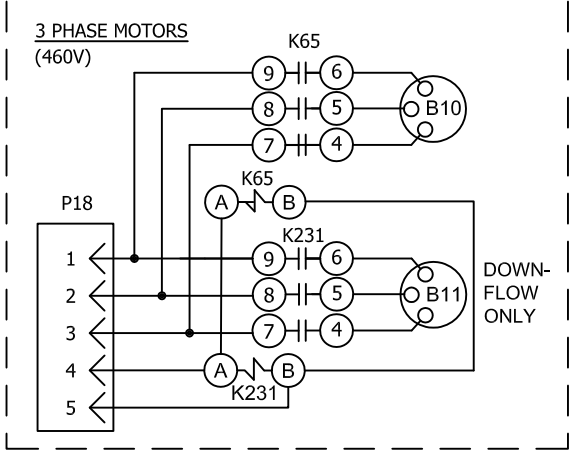 3 PHASE MOTORS
(460V)
K65
9 6
8 5 B10
7 4
K65
A B
P18
K231
1 9 6
2 8 5 B11
3 7 4
DOWN-
FLOW
ONLY
4 A B
K231
5